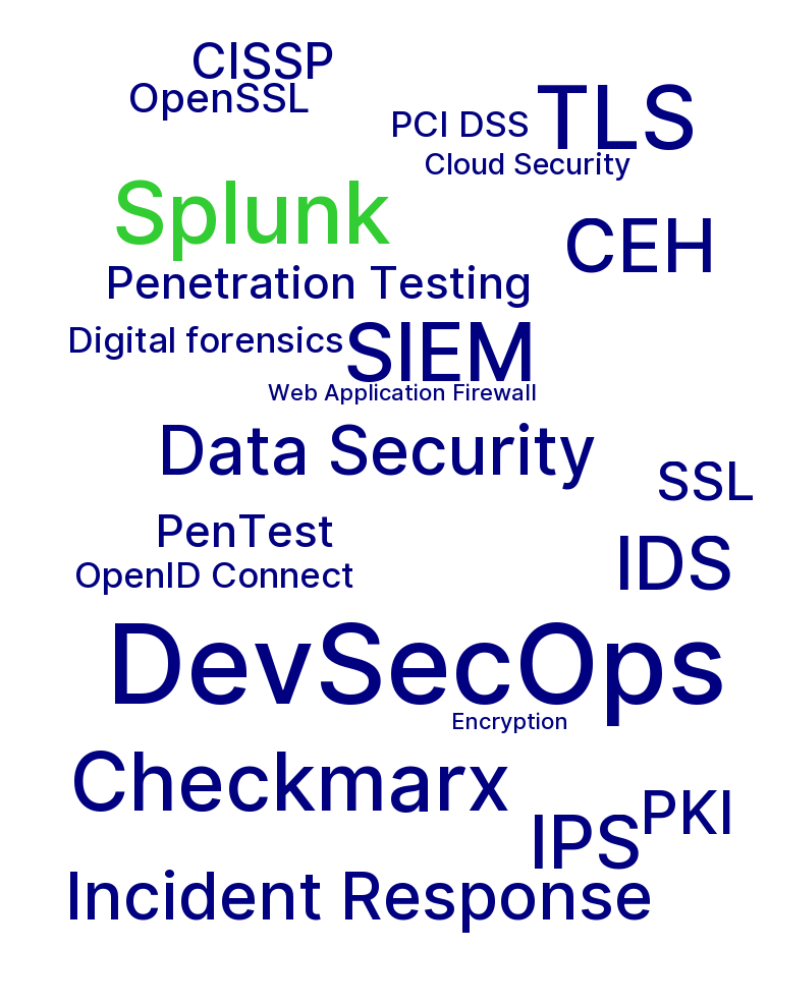 CISSP
OpenSSL
TLS
PCI DSS
Cloud Security
Splunk
CEH
Penetration Testing
Digital forensics
SIEM
Web Application Firewall
Data Security
SSL
PenTest
IDS
OpenID Connect
DevSecOps
Encryption
Checkmarx
PKI
IPS
Incident Response